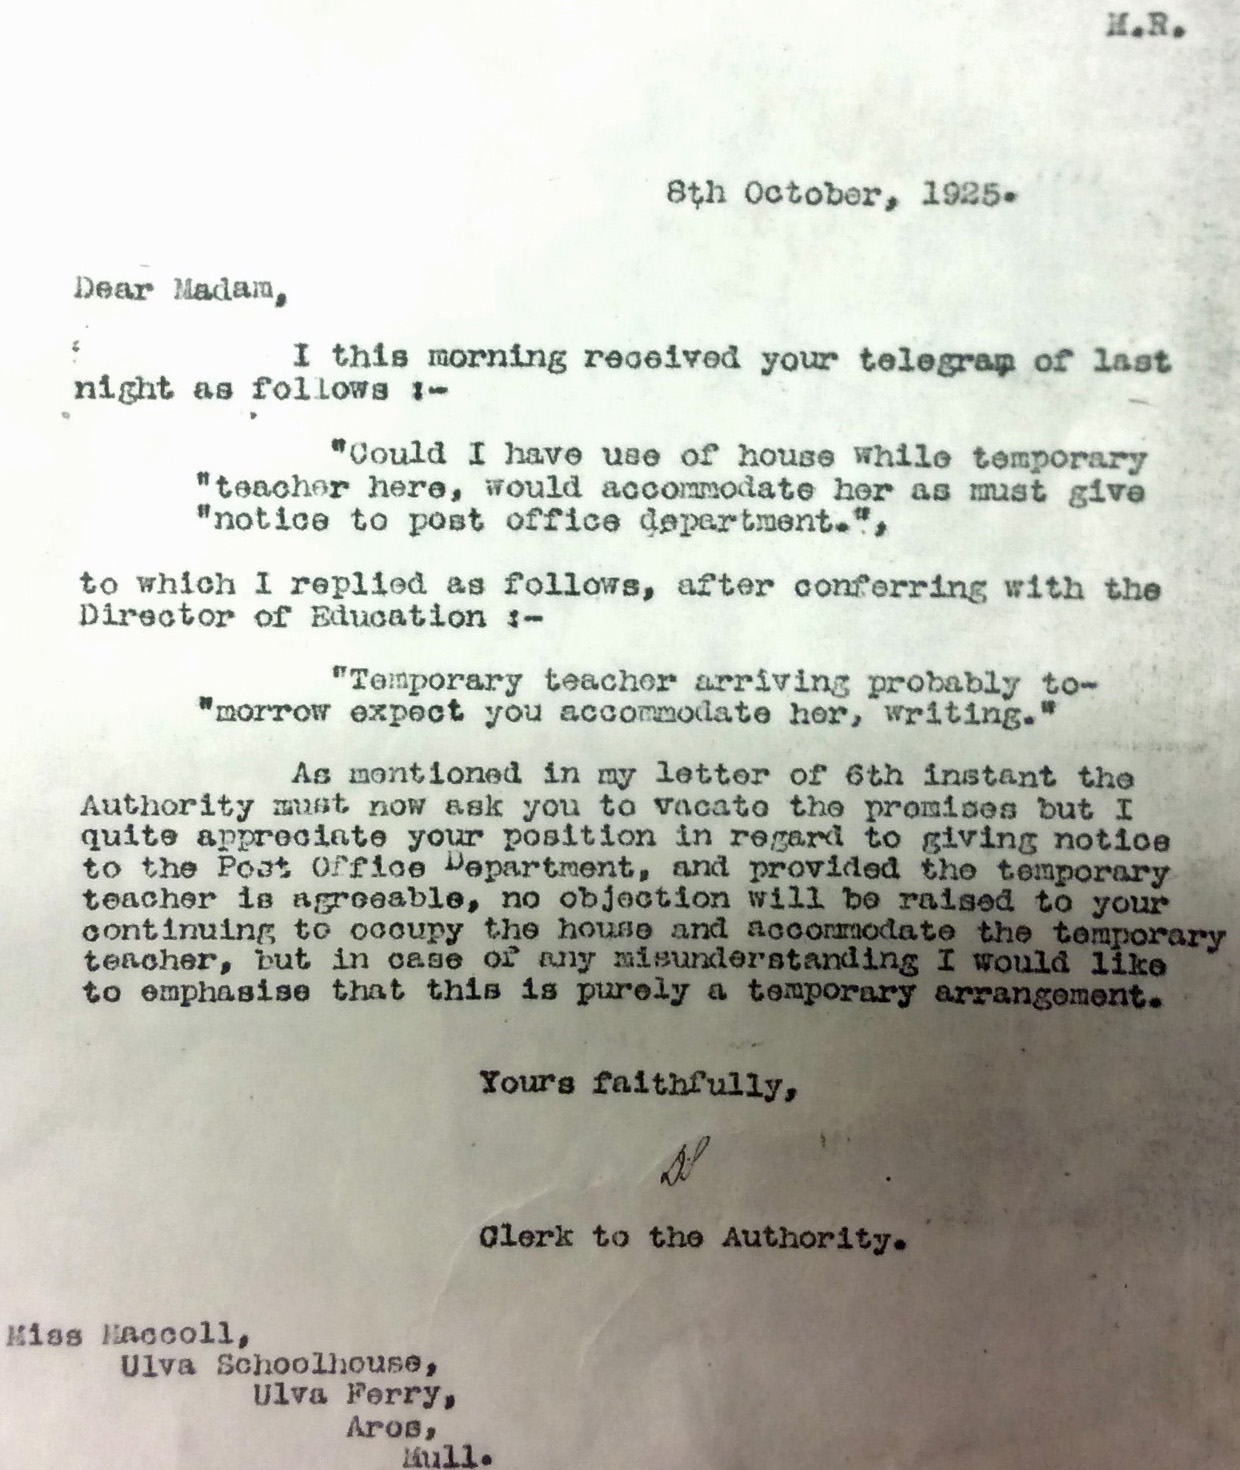 M.R.
8th October, 1925.
Dear Madam,
I this morning received your telegram of last
night as follows :-
"Could I have use of house while temporary
"teacher here, would accommodate her as must give
"notice to post office department.",
to which I replied as follows, after conferring with the
Director of Education :-
"Temporary teacher arriving probably to-
"morrow expect you accommodate her, writing."
As mentioned in my letter of 6th instant the
Authority must now ask you to vacate the premises but I
quite appreciate your position in regard to giving notice
to the Post Office Department, and provided the temporary
teacher is agreeable, no objection will be raised to your
continuing to occupy the house and accommodate the temporary
teacher, but in case of any misunderstanding I would like
to emphasise that this is purely a temporary arrangement.
Yours faithfully,
Clerk to the Authority.
Miss Maccoll,
Ulva Schoolhouse,
Ulva Ferry,
Aros,
Mull.